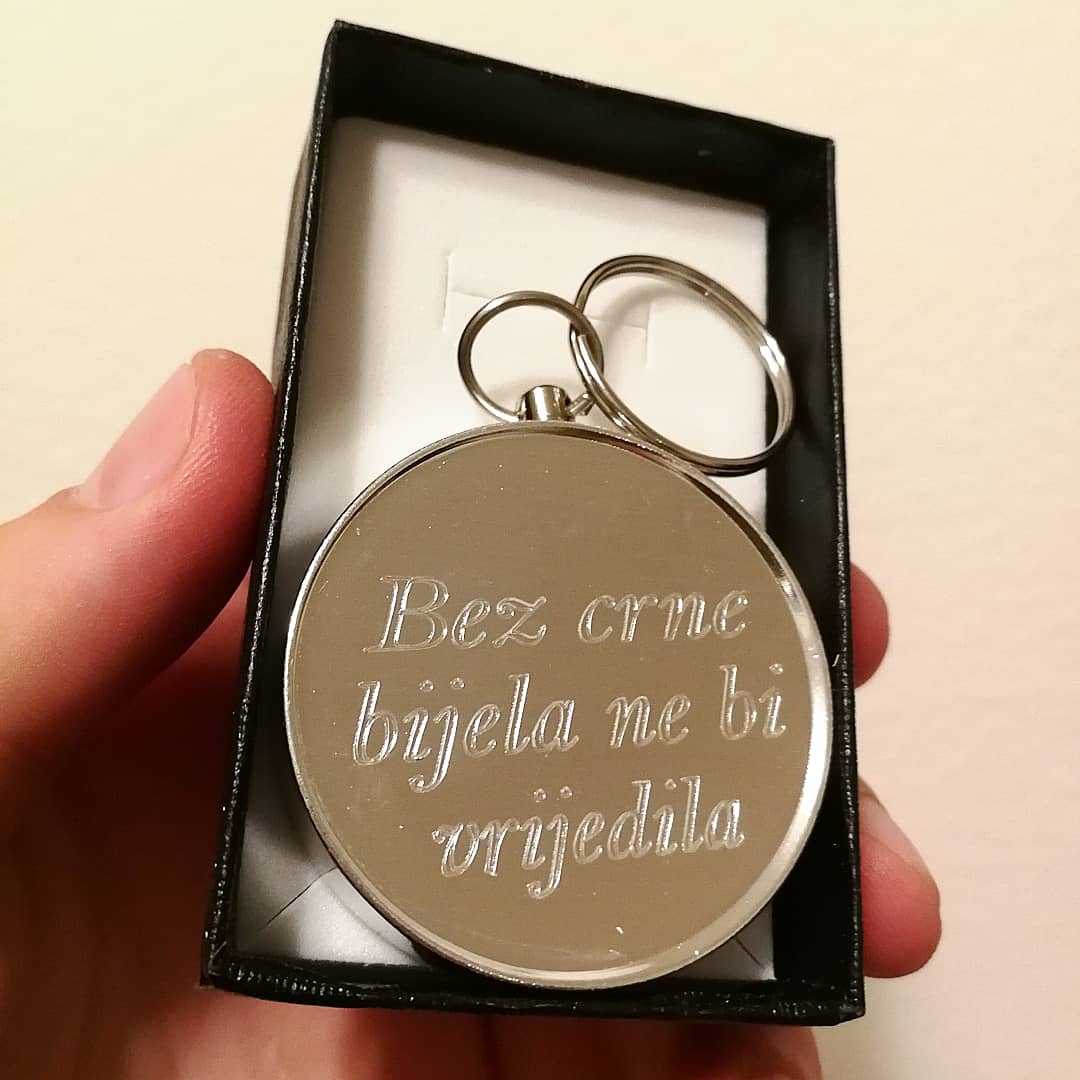 Bez crne
bijela ne bi
vrijedila